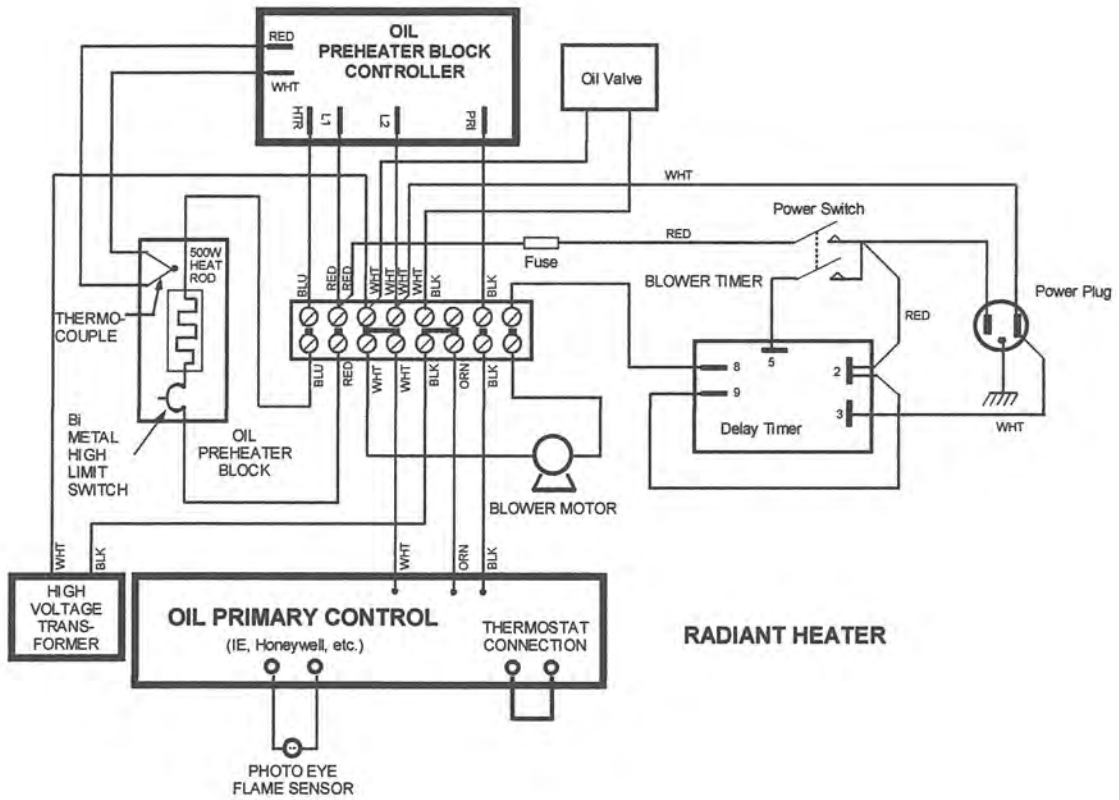 OIL
PREHEATER BLOCK
CONTROLLER
RED
WHT
HTR
L1
L2
PRI
Oil Valve
WHT
Power Switch
RED
Fuse
BLOWER TIMER
RED
Power Plug
500W
HEAT
ROD
THERMO-
COUPLE
Bi
METAL
HIGH
LIMIT
SWITCH
OIL
PREHEATER
BLOCK
BLU
RED
RED
WHT
WHT
WHT
WHT
BLK
BLK
BLU
RED
WHT
WHT
BLK
ORN
BLK
5
8
9
2
3
Delay Timer
WHT
BLOWER MOTOR
WHT
BLK
WHT
ORN
BLK
HIGH
VOLTAGE
TRANS-
FORMER
OIL PRIMARY CONTROL
(IE, Honeywell, etc.)
THERMOSTAT
CONNECTION
RADIANT HEATER
PHOTO EYE
FLAME SENSOR